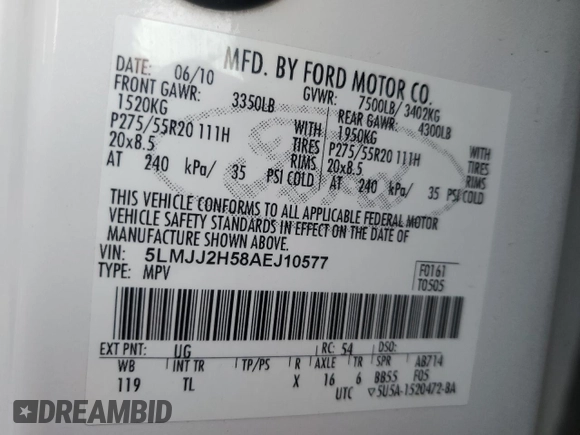 MFD. BY FORD MOTOR CO.
DATE: 06/10 GVWR: 7500LB/ 3402KG
FRONT GAWR: 3350LB REAR GAWR: 4300LB
1520KG 1950KG
P275/55R20 111H WITH TIRES P275/55R20 111H WITH TIRES
20x8.5 RIMS 20x8.5 RIMS
AT 240 kPa/ 35 PSI COLD AT 240 kPa/ 35 PSI COLD
Ford
THIS VEHICLE CONFORMS TO ALL APPLICABLE FEDERAL MOTOR
VEHICLE SAFETY STANDARDS IN EFFECT ON THE DATE OF
MANUFACTURE SHOWN ABOVE.
VIN: 5LMJJ2H58AEJ10577
TYPE: MPV
F0161
T0505
EXT PNT: UG RC: 54 DSO:
WB INT TR TP/PS R AXLE TR SPR AB714
119 TL X 16 6 BB55 F05
UTC ▽5U5A-1520472-BA
DREAMBID